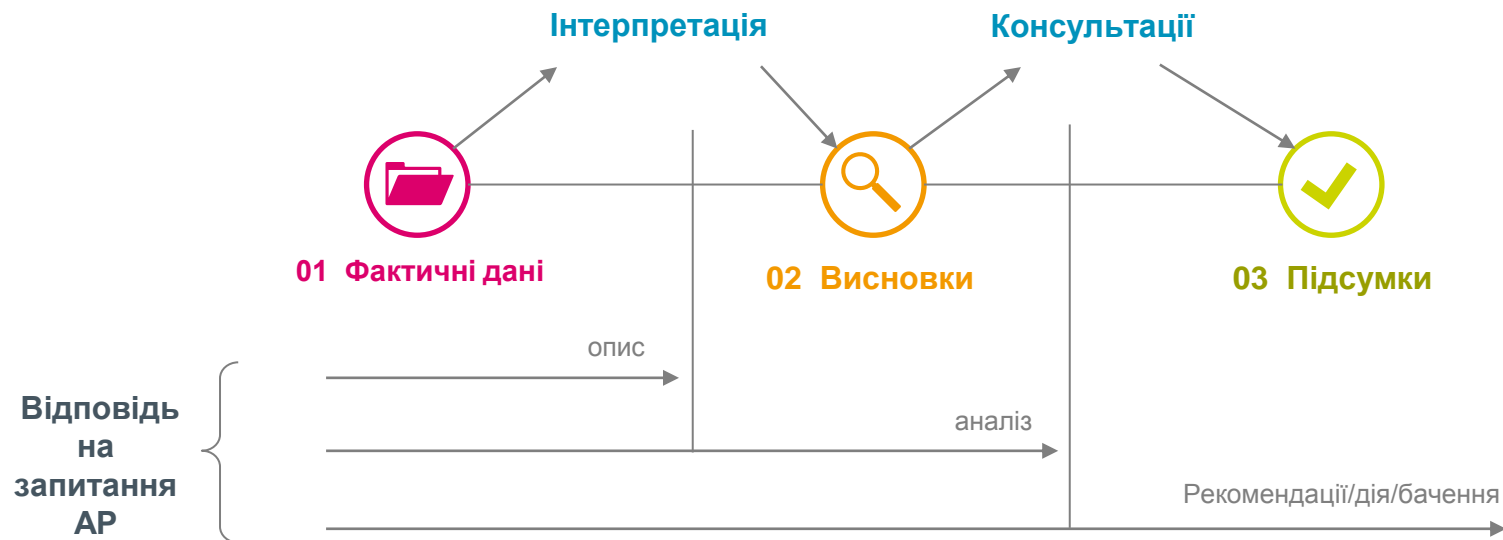 Інтерпретація
Консультації
01 Фактичні дані
02 Висновки
03 Підсумки
опис
аналіз
Рекомендації/дія/бачення
Відповідь
на
запитання
АР